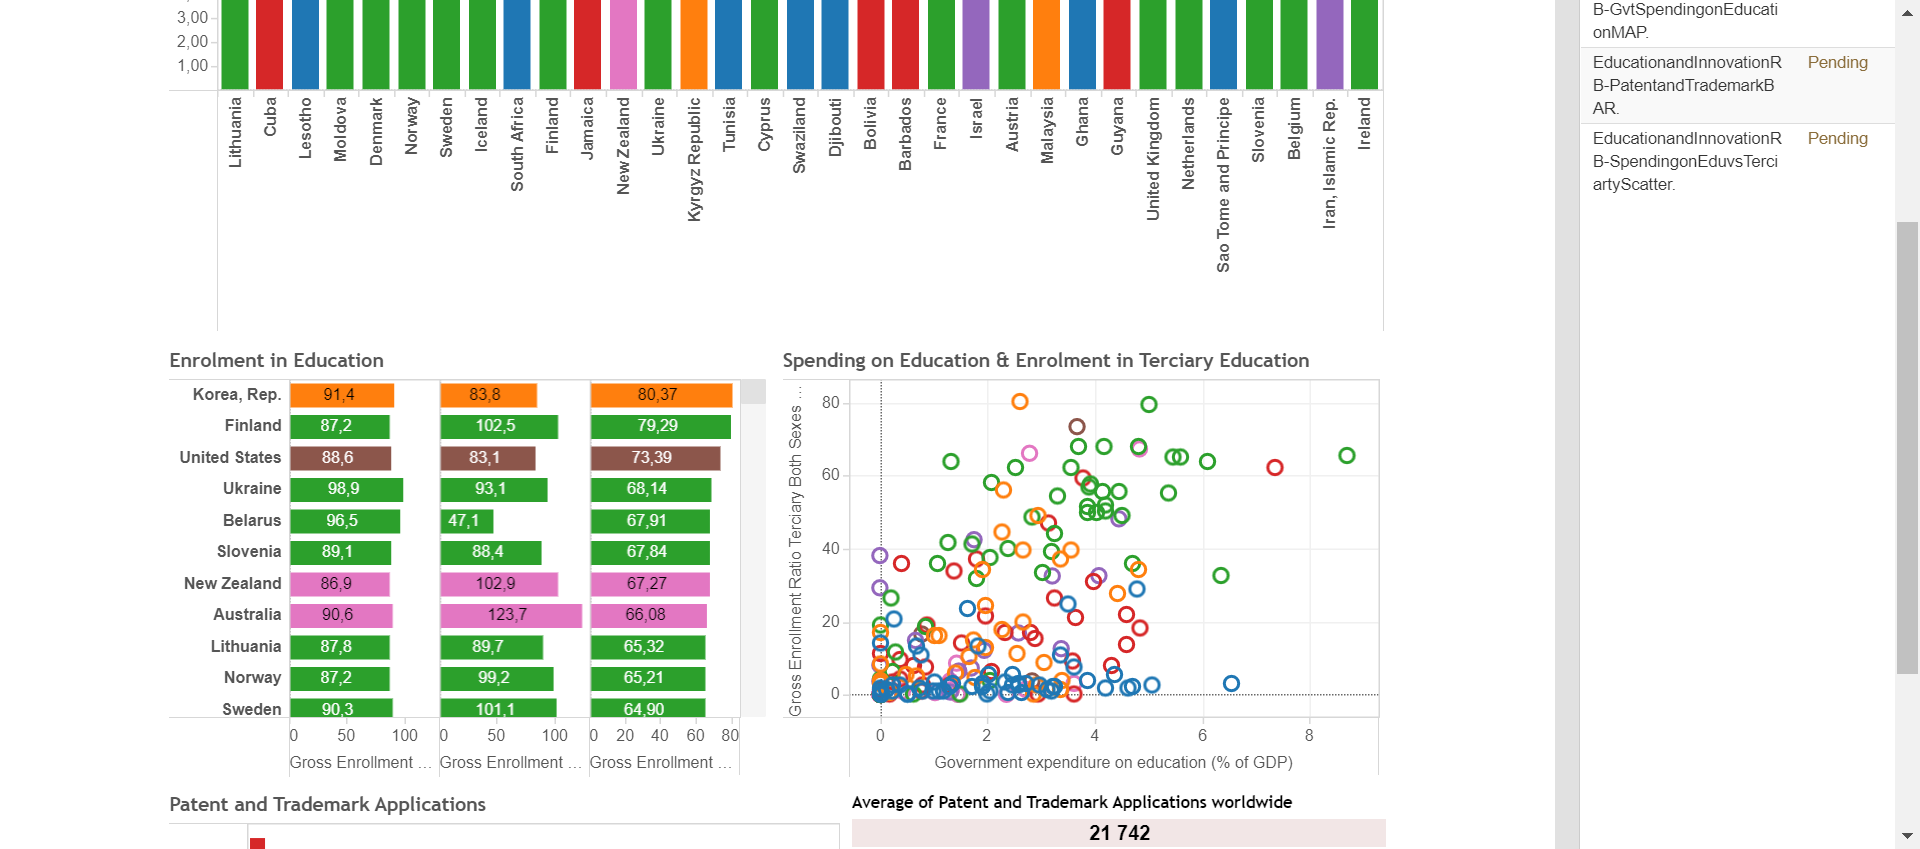 3,00
2,00
1,00
Lithuania
Cuba
Lesotho
Moldova
Denmark
Norway
Sweden
Iceland
South Africa
Finland
Jamaica
New Zealand
Ukraine
Kyrgyz Republic
Tunisia
Cyprus
Swaziland
Djibouti
Bolivia
Barbados
France
Israel
Austria
Malaysia
Ghana
Guyana
United Kingdom
Netherlands
Sao Tome and Principe
Slovenia
Belgium
Iran, Islamic Rep.
Ireland
Enrolment in Education
Korea, Rep. 91,4 83,8 80,37
Finland 87,2 102,5 79,29
United States 88,6 83,1 73,39
Ukraine 98,9 93,1 68,14
Belarus 96,5 47,1 67,91
Slovenia 89,1 88,4 67,84
New Zealand 86,9 102,9 67,27
Australia 90,6 123,7 66,08
Lithuania 87,8 89,7 65,32
Norway 87,2 99,2 65,21
Sweden 90,3 101,1 64,90
0 50 100 0 50 100 0 20 40 60 80
Gross Enrollment … Gross Enrollment … Gross Enrollment …
Spending on Education & Enrolment in Terciary Education
Gross Enrollment Ratio Terciary Both Sexes …
80
60
40
20
0
0 2 4 6 8
Government expenditure on education (% of GDP)
Patent and Trademark Applications
Average of Patent and Trademark Applications worldwide
21 742
B-GvtSpendingonEducati
onMAP.
EducationandInnovationR Pending
B-PatentandTrademarkB
AR.
EducationandInnovationR Pending
B-SpendingonEduvsTerci
artyScatter.